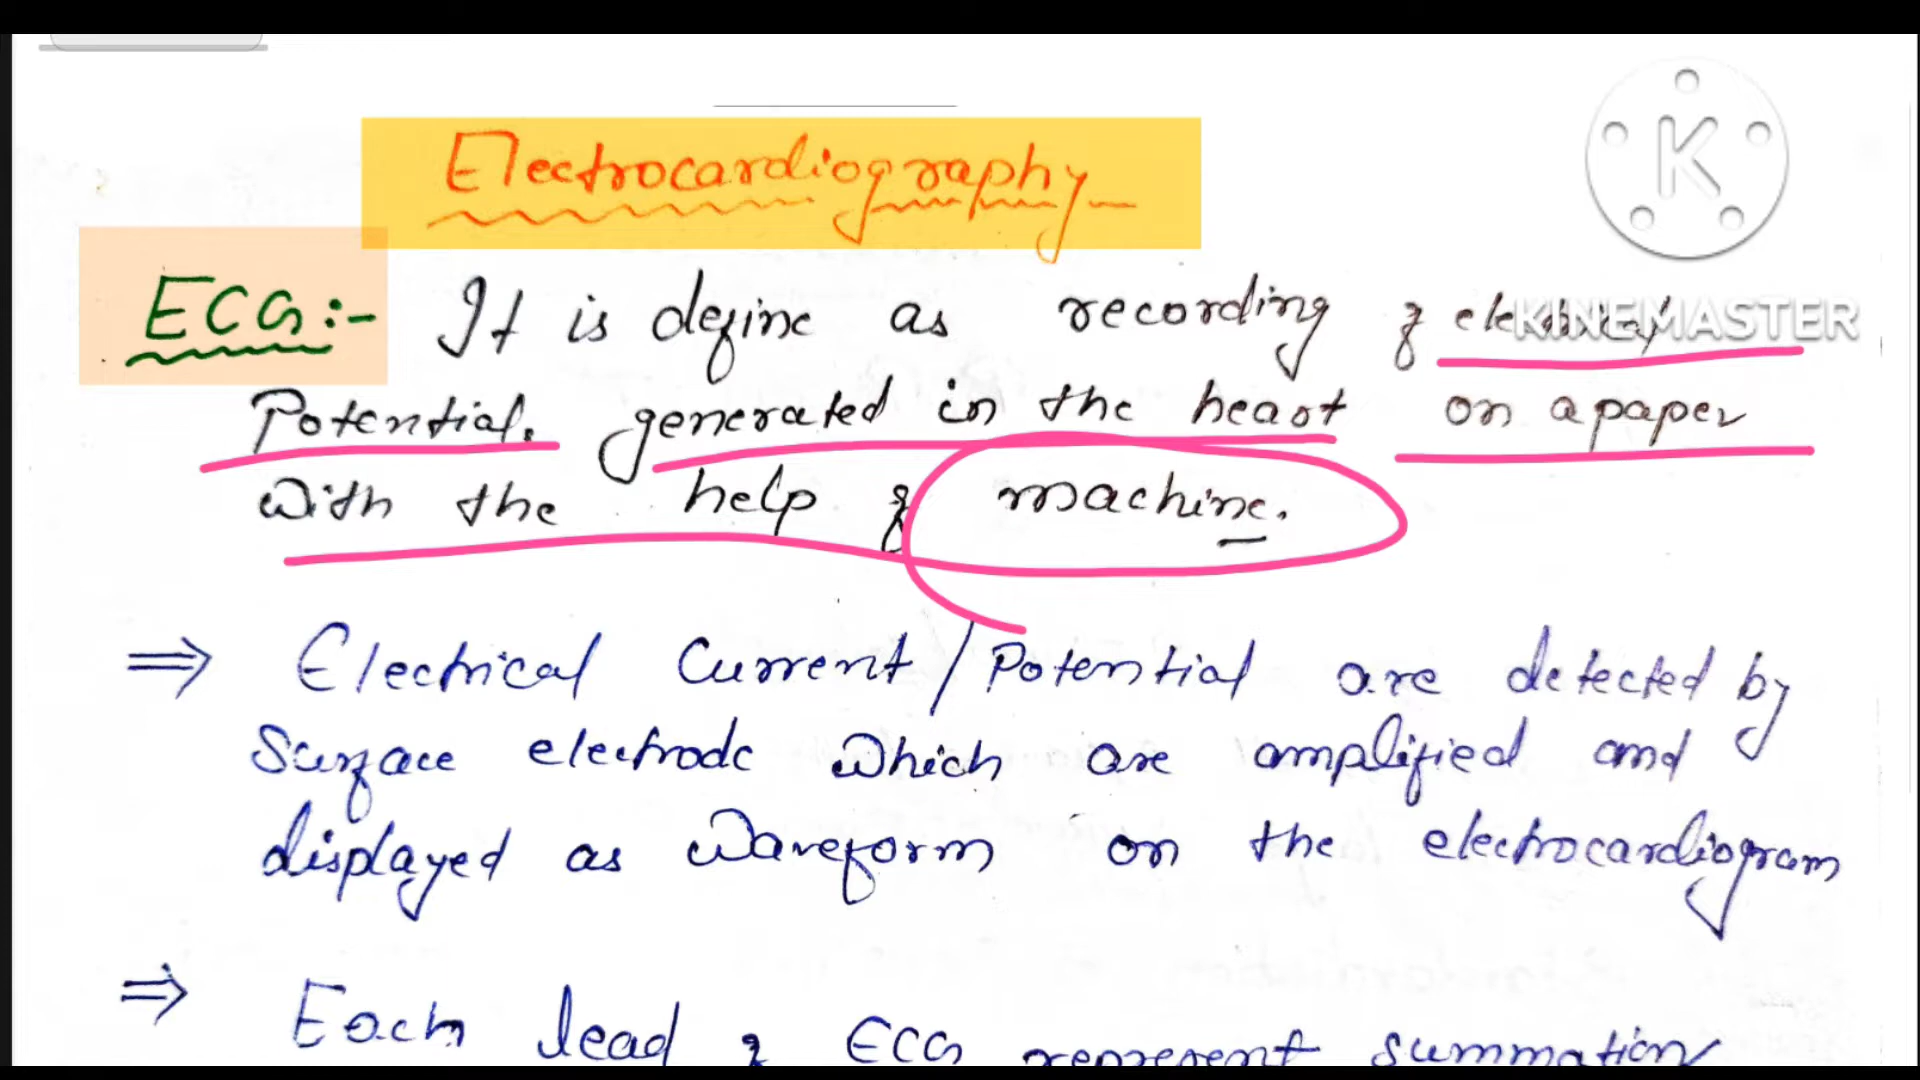 Electrocardiography
ECG:- It is define as recording of electrical
Potential. generated in the heart on a paper
with the help of machine.
⇒ Electrical Current/Potential are detected by
Surface electrode which are amplified and
displayed as waveform on the electrocardiogram
⇒ Each lead of ECG represent summation
K
KINEMASTER